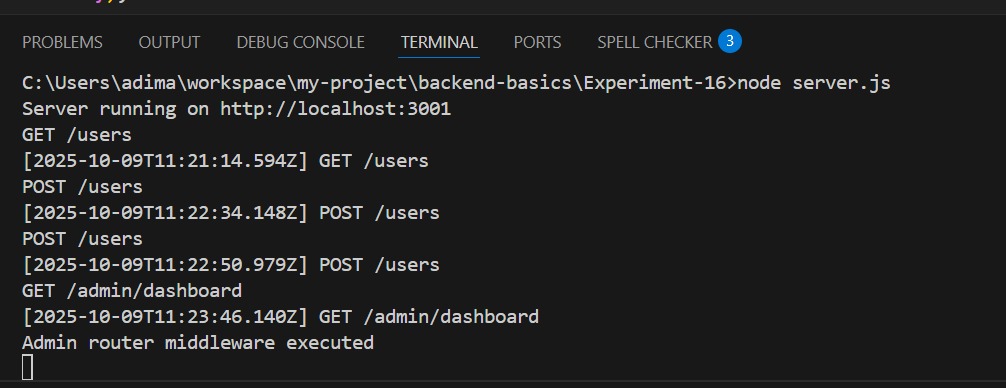 PROBLEMS OUTPUT DEBUG CONSOLE TERMINAL PORTS SPELL CHECKER 3
C:\Users\adima\workspace\my-project\backend-basics\Experiment-16>node server.js
Server running on http://localhost:3001
GET /users
[2025-10-09T11:21:14.594Z] GET /users
POST /users
[2025-10-09T11:22:34.148Z] POST /users
POST /users
[2025-10-09T11:22:50.979Z] POST /users
GET /admin/dashboard
[2025-10-09T11:23:46.140Z] GET /admin/dashboard
Admin router middleware executed